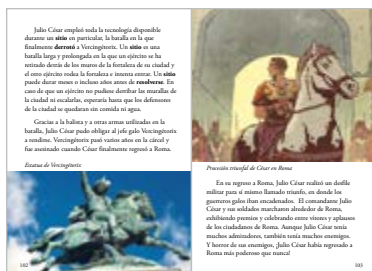 Julio César empleó toda la tecnología disponible
durante un sitio en particular, la batalla en la que
finalmente derrotó a Vercingétorix. Un sitio es una
batalla larga y prolongada en la que un ejército se ha
retirado detrás de los muros de la fortaleza de su ciudad y
el otro ejército rodea la fortaleza e intenta entrar. Un sitio
puede durar meses o incluso años antes de resolverse. En
caso de que un ejército no pudiese derribar las murallas de
la ciudad ni escalarlas, esperaría hasta que los defensores
de la ciudad se quedaran sin comida ni agua.
Gracias a la balista y a otras armas utilizadas en la
batalla, Julio César pudo obligar al jefe galo Vercingétorix
a rendirse. Vercingétorix pasó varios años en la cárcel y
fue asesinado cuando César finalmente regresó a Roma.
Estatua de Vercingétorix
102
Procesión triunfal de César en Roma
En su regreso a Roma, Julio César realizó un desfile
militar para sí mismo llamado triunfo, en donde los
guerreros galos iban encadenados. El comandante Julio
César y sus soldados marcharon alrededor de Roma,
exhibiendo premios y celebrando entre vítores y aplausos
de los ciudadanos de Roma. Aunque Julio César tenía
muchos admiradores, también tenía muchos enemigos.
¡Y horror de sus enemigos, Julio César había regresado a
Roma más poderoso que nunca!
103